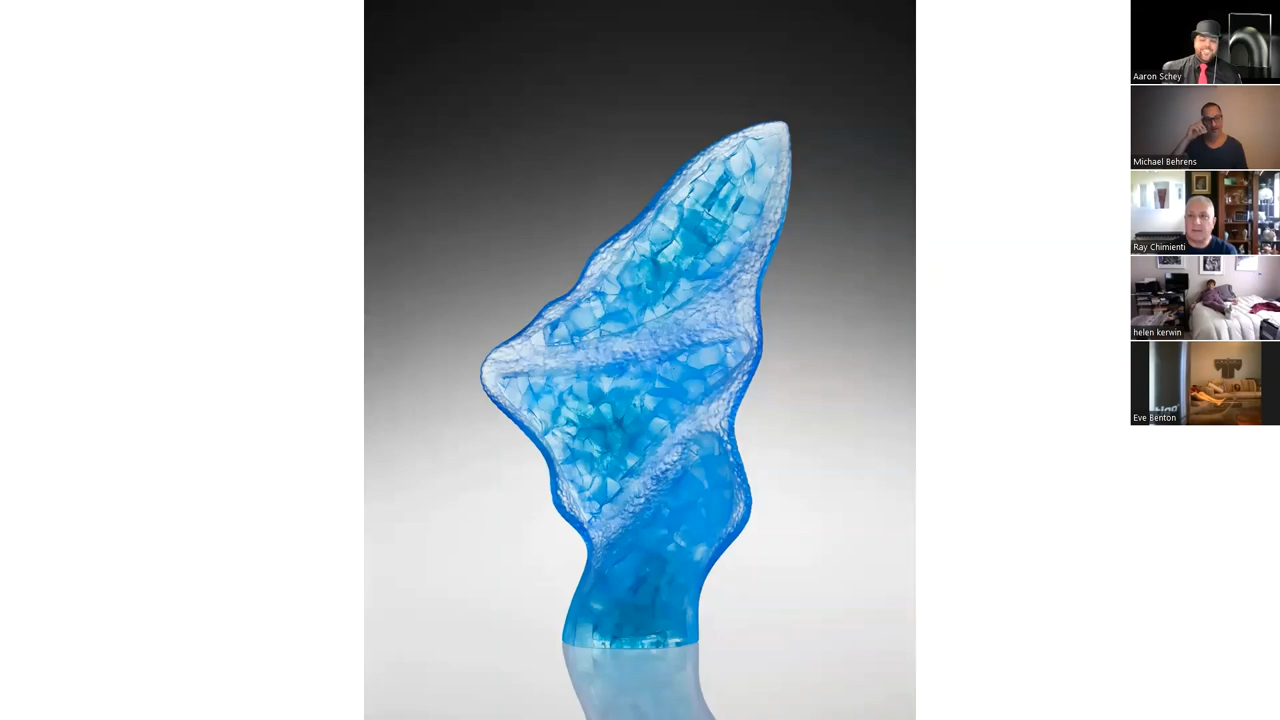 Aaron Schey
Michael Behrens
Ray Chimienti
helen kerwin
Eve Benton